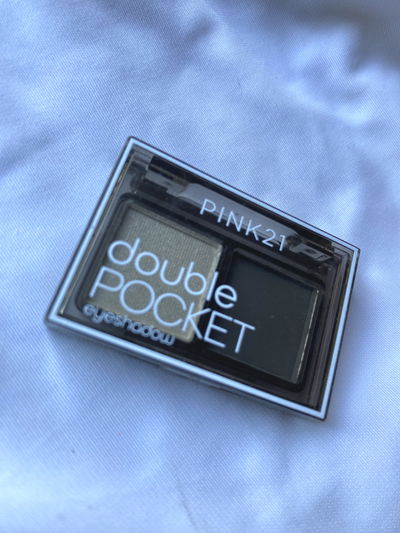 PINK21
double
POCKET
eyeshadow